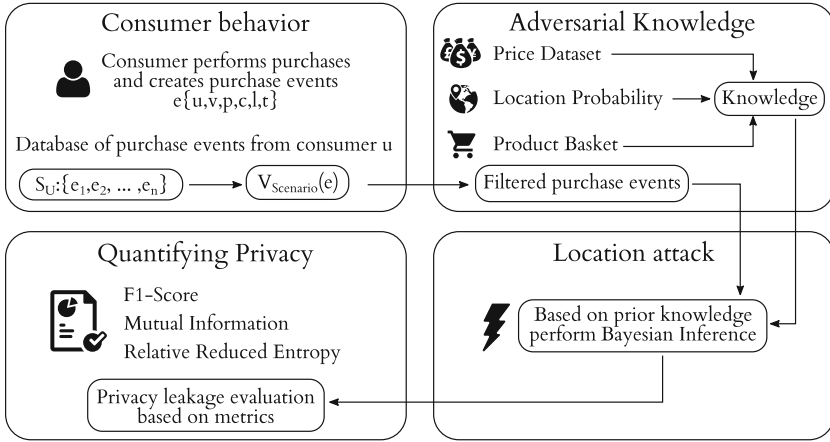 Consumer behavior
Consumer performs purchases
and creates purchase events
e{u,v,p,c,l,t}
Database of purchase events from consumer u
S_U:{e_1,e_2, ... ,e_n}
V_Scenario(e)
Adversarial Knowledge
Price Dataset
Location Probability
Knowledge
Product Basket
Filtered purchase events
Quantifying Privacy
F1-Score
Mutual Information
Relative Reduced Entropy
Privacy leakage evaluation
based on metrics
Location attack
Based on prior knowledge
perform Bayesian Inference